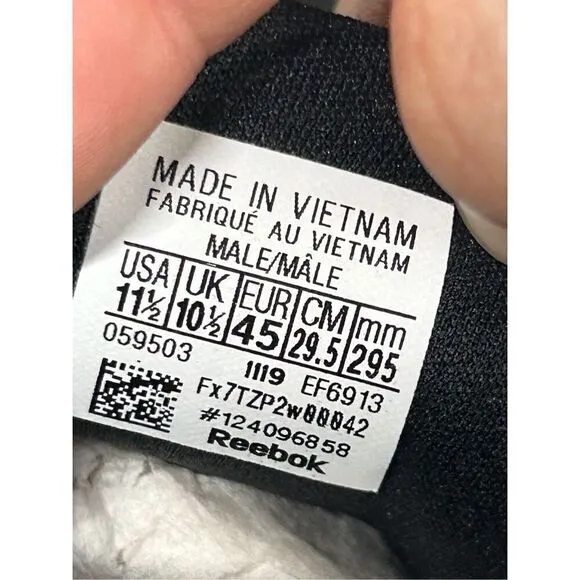 MADE IN VIETNAM
FABRIQUÉ AU VIETNAM
MALE/MÂLE
USA UK EUR CM mm
11½ 10½ 45 29.5 295
059503 1119 EF6913
Fx7TZP2w00042
#124096858
Reebok